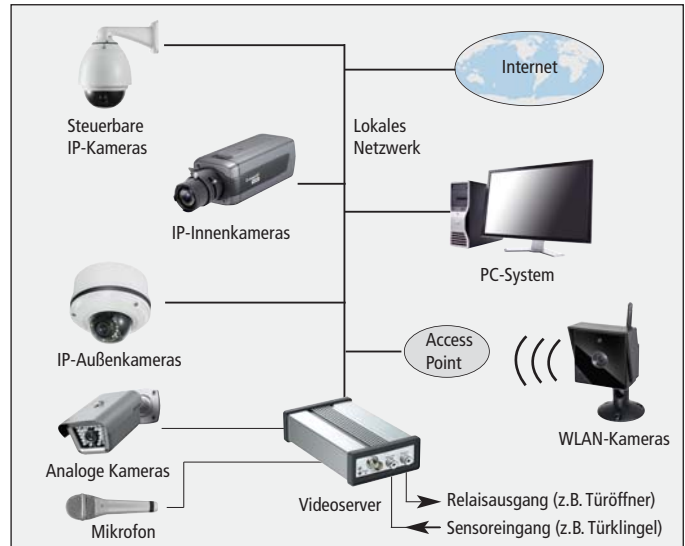 Internet
Steuerbare
IP-Kameras
Lokales
Netzwerk
IP-Innenkameras
PC-System
IP-Außenkameras
Access
Point
WLAN-Kameras
Analoge Kameras
Videoserver
Relaisausgang (z.B. Türöffner)
Mikrofon
Sensoreingang (z.B. Türklingel)